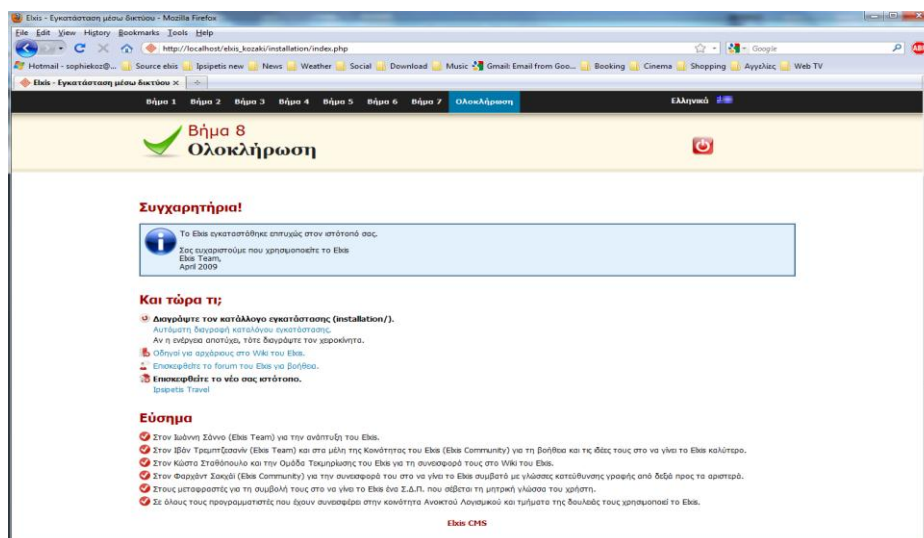 Elxis - Εγκατάσταση μέσω δικτύου - Mozilla Firefox
File Edit View History Bookmarks Tools Help
http://localhost/elxis_kozaki/installation/index.php
Google
Hotmail - sophiekoz@... Source elxis Ipsipetis new News Weather Social Download Music Gmail: Email from Goo... Booking Cinema Shopping Αγγελίες Web TV
Elxis - Εγκατάσταση μέσω δικτύου
Βήμα 1 Βήμα 2 Βήμα 3 Βήμα 4 Βήμα 5 Βήμα 6 Βήμα 7 Ολοκλήρωση Ελληνικά
Βήμα 8
Ολοκλήρωση
Συγχαρητήρια!
Το Elxis εγκαταστάθηκε επιτυχώς στον ιστότοπό σας.
Σας ευχαριστούμε που χρησιμοποιείτε το Elxis
Elxis Team,
April 2009
Και τώρα τι;
Διαγράψτε τον κατάλλογο εγκατάστασης (installation/).
Αυτόματη διαγραφή καταλόγου εγκατάστασης.
Αν η ενέργεια αποτύχει, τότε διαγράψτε τον χειροκίνητα.
Οδηγοί για αρχάριους στο Wiki του Elxis.
Επισκεφθείτε το forum του Elxis για βοήθεια.
Επισκεφθείτε το νέο σας ιστότοπο.
Ipsipetis Travel
Εύσημα
Στον Ιωάννη Σάννο (Elxis Team) για την ανάπτυξη του Elxis.
Στον Ιβάν Τρεμπτζεσανίν (Elxis Team) και στα μέλη της Κοινότητας του Elxis (Elxis Community) για τη βοήθεια και τις ιδέες τους στο να γίνει το Elxis καλύτερο.
Στον Κώστα Σταθόπουλο και την Ομάδα Τεκμηρίωσης του Elxis για τη συνεισφορά τους στο Wiki του Elxis.
Στον Φαρχάντ Σακχάι (Elxis Community) για την συνεισφορά του στο να γίνει το Elxis συμβατό με γλώσσες κατεύθυνσης γραφής από δεξιά προς τα αριστερά.
Στους μεταφραστές για τη συμβολή τους στο να γίνει το Elxis ένα Σ.Δ.Π. που σέβεται τη μητρική γλώσσα του χρήστη.
Σε όλους τους προγραμματιστές που έχουν συνεισφέρει στην κοινότητα Ανοικτού Λογισμικού και τμήματα της δουλειάς τους χρησιμοποιεί το Elxis.
Elxis CMS